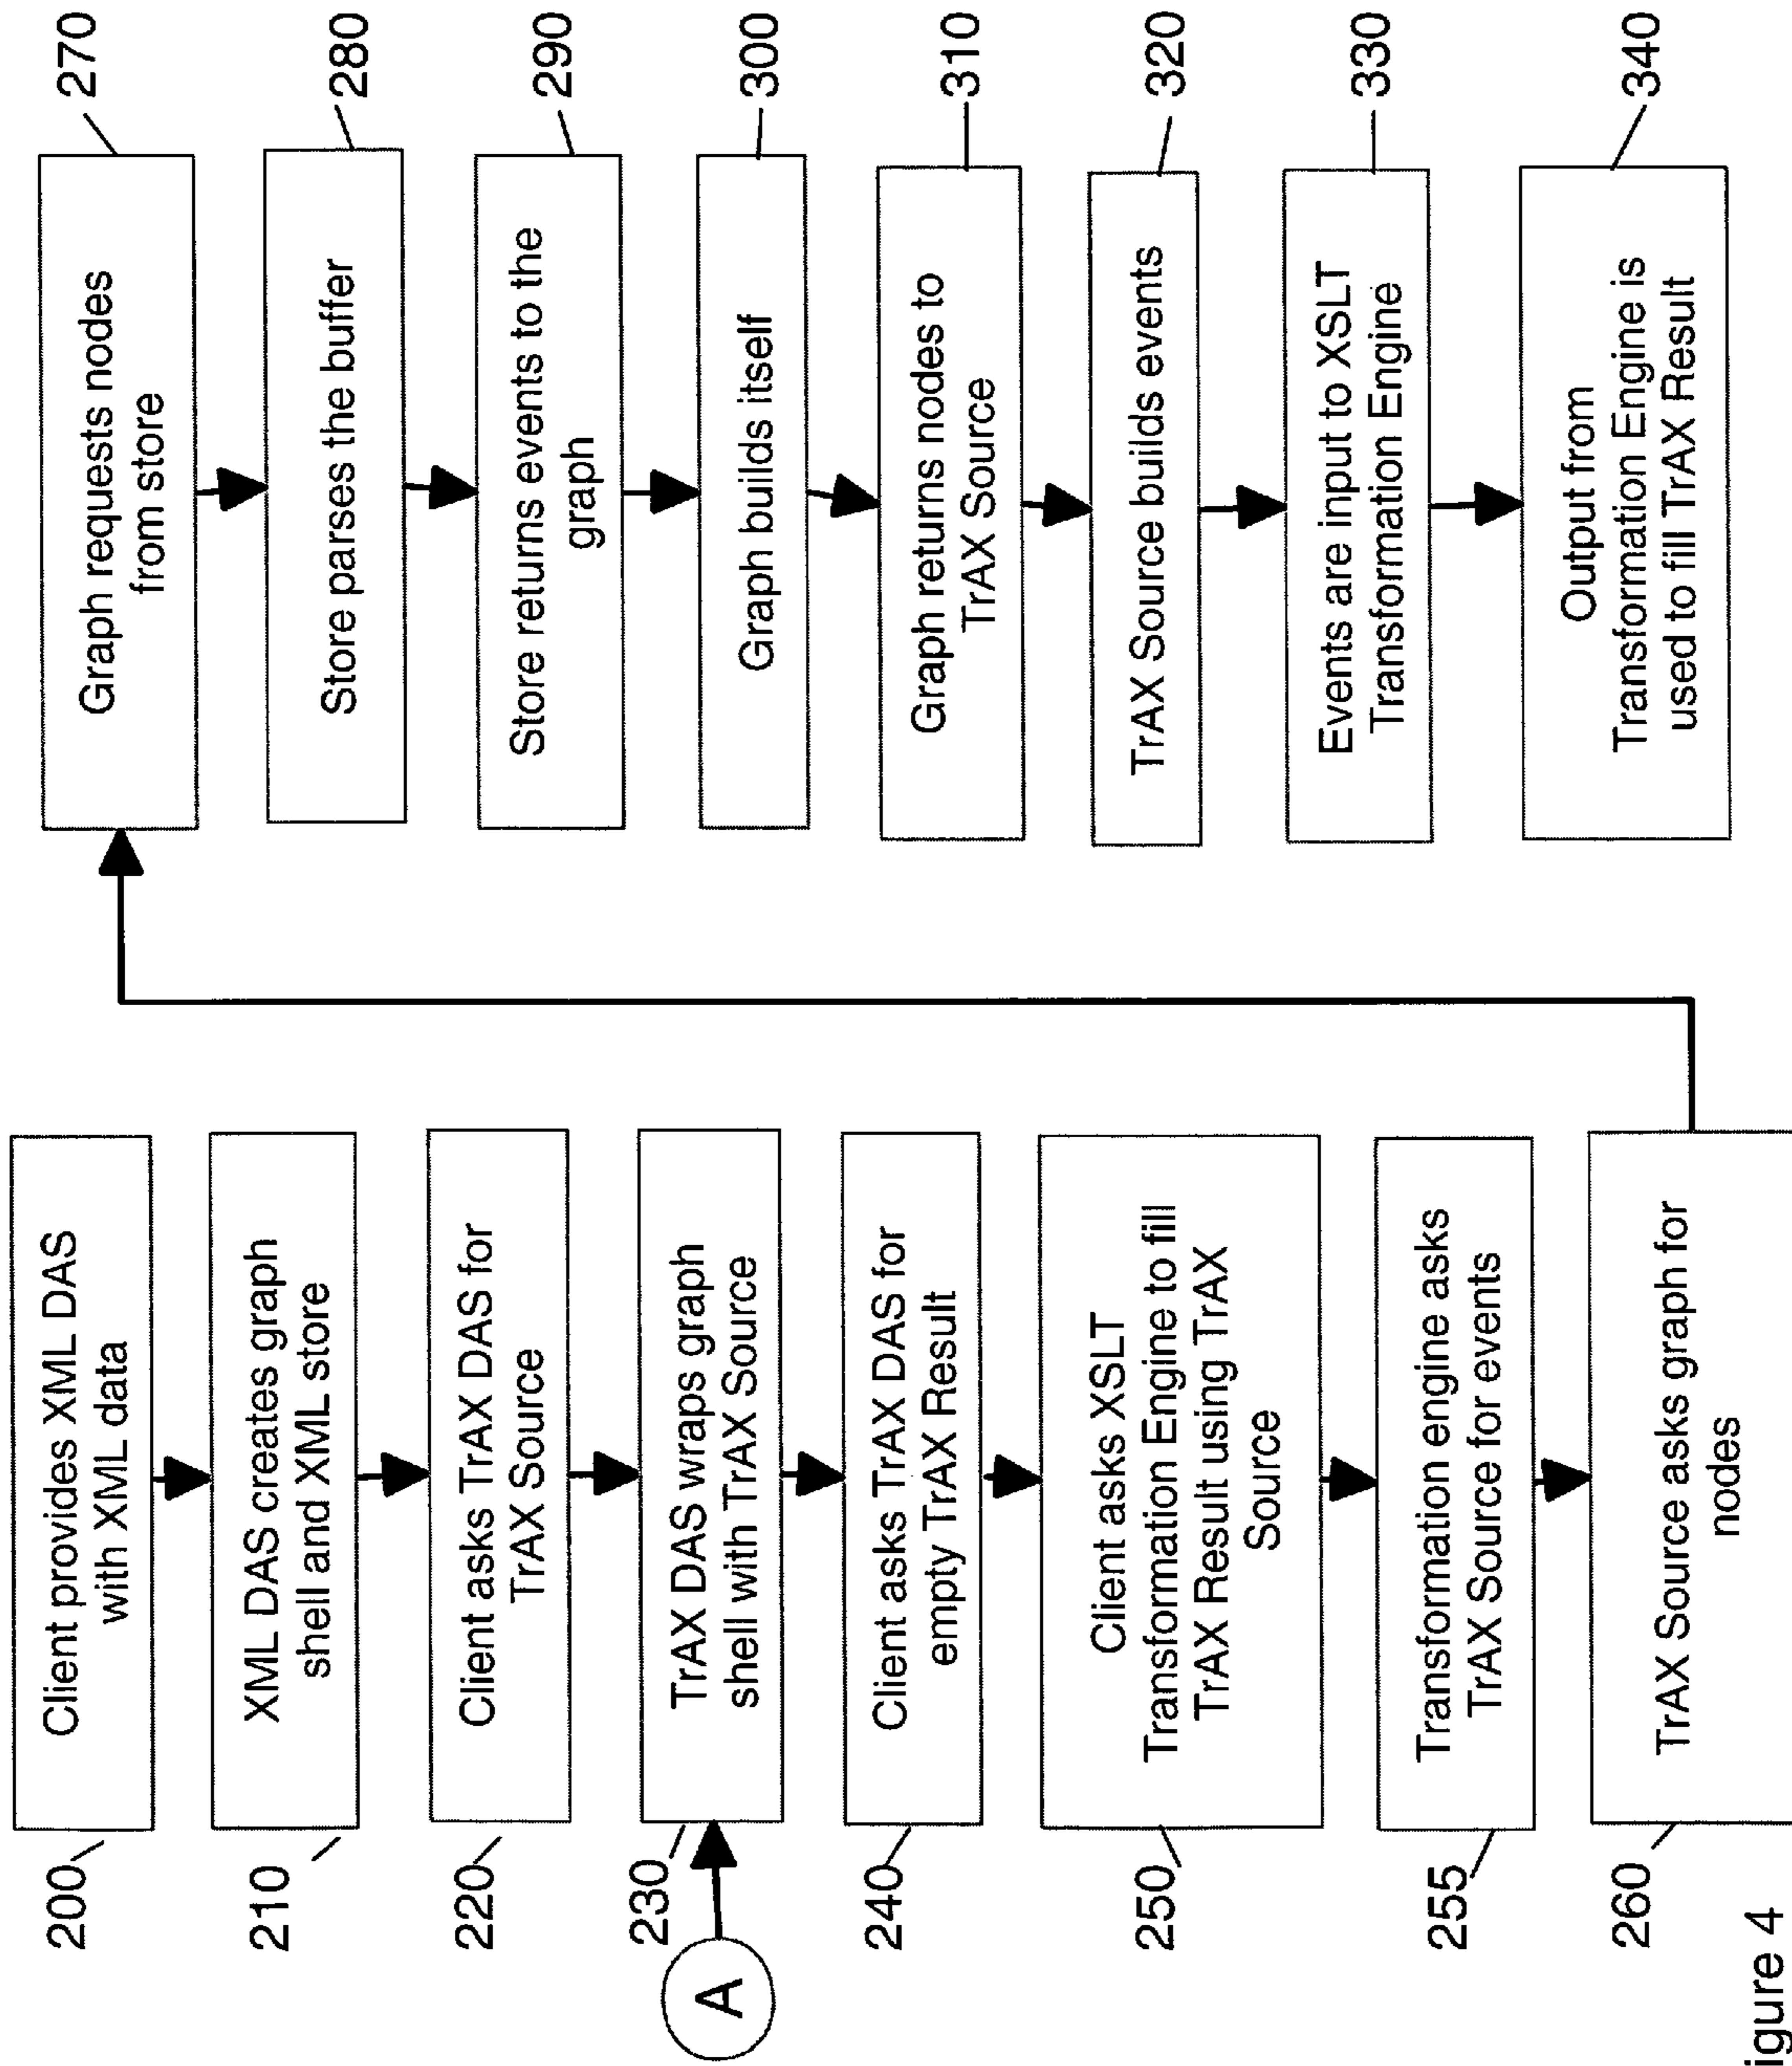 200
Client provides XML DAS
with XML data
210
XML DAS creates graph
shell and XML store
220
Client asks TrAX DAS for
TrAX Source
A
230
TrAX DAS wraps graph
shell with TrAX Source
240
Client asks TrAX DAS for
empty TrAX Result
250
Client asks XSLT
Transformation Engine to fill
TrAX Result using TrAX
Source
255
Transformation engine asks
TrAX Source for events
260
TrAX Source asks graph for
nodes
270
Graph requests nodes
from store
280
Store parses the buffer
290
Store returns events to the
graph
300
Graph builds itself
310
Graph returns nodes to
TrAX Source
320
TrAX Source builds events
330
Events are input to XSLT
Transformation Engine
340
Output from
Transformation Engine is
used to fill TrAX Result
igure 4